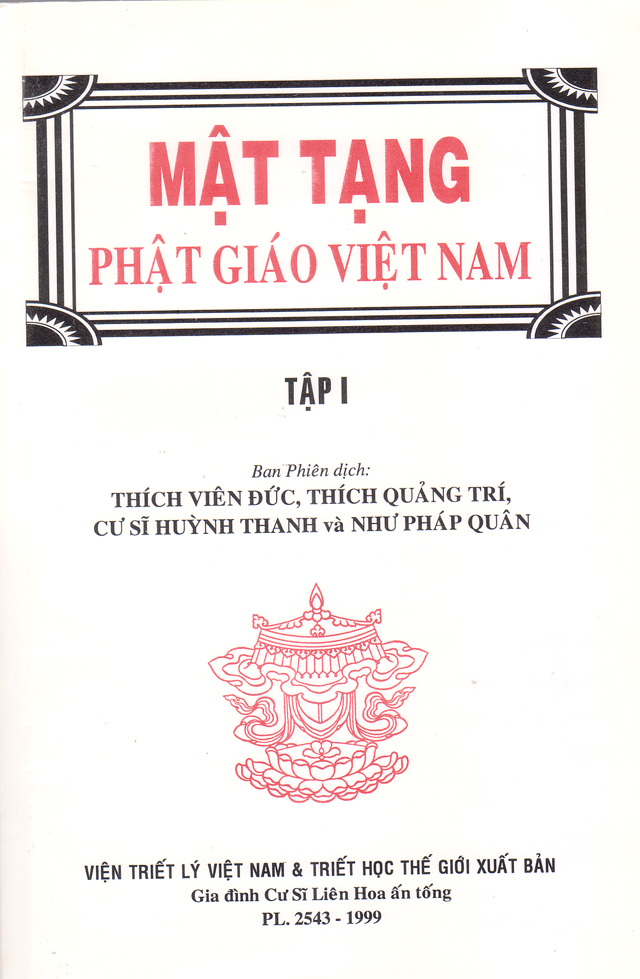 MẬT TẠNG
PHẬT GIÁO VIỆT NAM
TẬP I
Ban Phiên dịch:
THÍCH VIÊN ĐỨC, THÍCH QUẢNG TRÍ,
CƯ SĨ HUỲNH THANH và NHƯ PHÁP QUÂN
VIỆN TRIẾT LÝ VIỆT NAM & TRIẾT HỌC THẾ GIỚI XUẤT BẢN
Gia đình Cư Sĩ Liên Hoa ấn tống
PL. 2543 - 1999